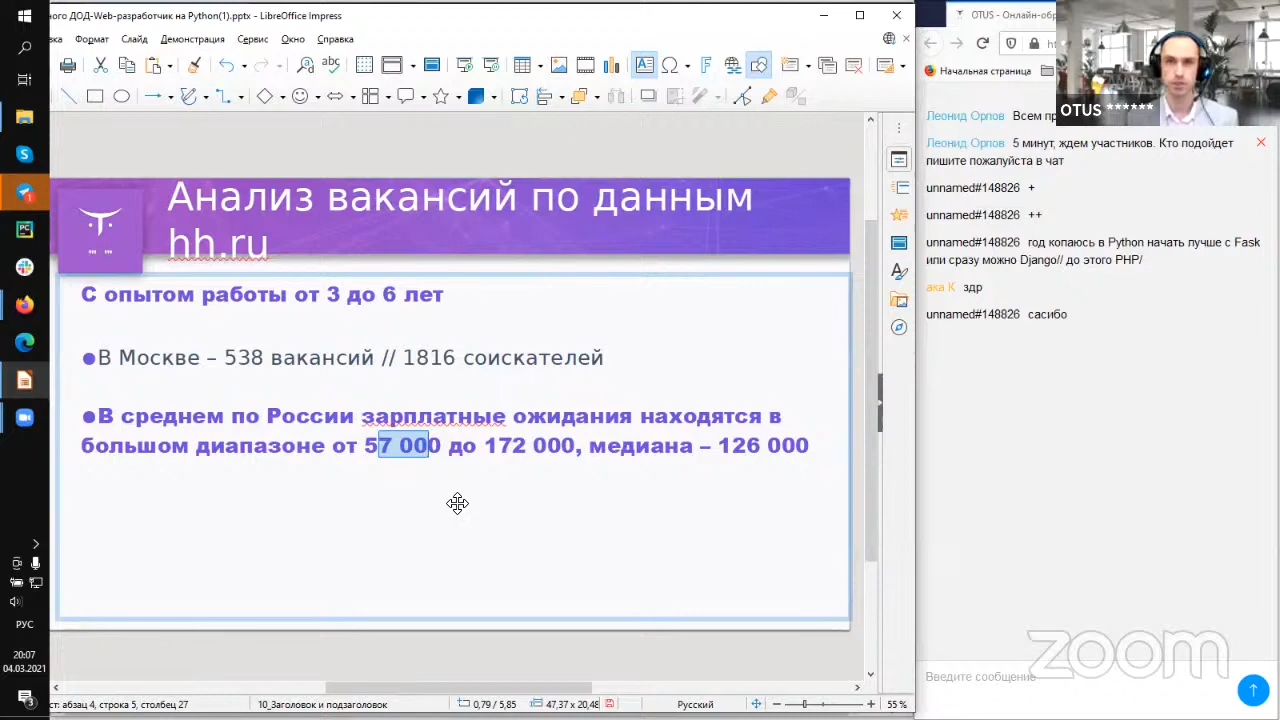 ного ДОД-Web-разработчик на Python(1).pptx - LibreOffice Impress
OTUS - Онлайн-обр
вка Формат Слайд Демонстрация Сервис Окно Справка
Начальная страница
OTUS ******
Анализ вакансий по данным
hh.ru
С опытом работы от 3 до 6 лет
●В Москве – 538 вакансий // 1816 соискателей
●В среднем по России зарплатные ожидания находятся в
большом диапазоне от 57 000 до 172 000, медиана – 126 000
Леонид Орлов Всем пр
Леонид Орлов 5 минут, ждем участников. Кто подойдет
пишите пожалуйста в чат
unnamed#148826 +
unnamed#148826 ++
unnamed#148826 год копаюсь в Python начать лучше с Fask
или сразу можно Django// до этого PHP/
ака К здр
unnamed#148826 сасибо
zoom
Введите сообщение
РУС
20:07
04.03.2021
3
ст: абзац 4, строка 5, столбец 27
10_Заголовок и подзаголовок
0,79 / 5,85
47,37 x 20,48
Русский
55 %